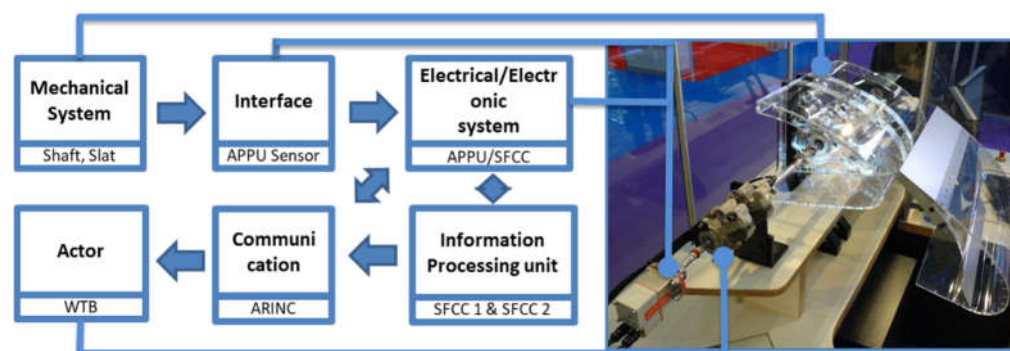 Mechanical
System
Shaft, Slat
Interface
APPU Sensor
Electrical/Electr
onic
system
APPU/SFCC
Actor
WTB
Communi
cation
ARINC
Information
Processing unit
SFCC 1 & SFCC 2